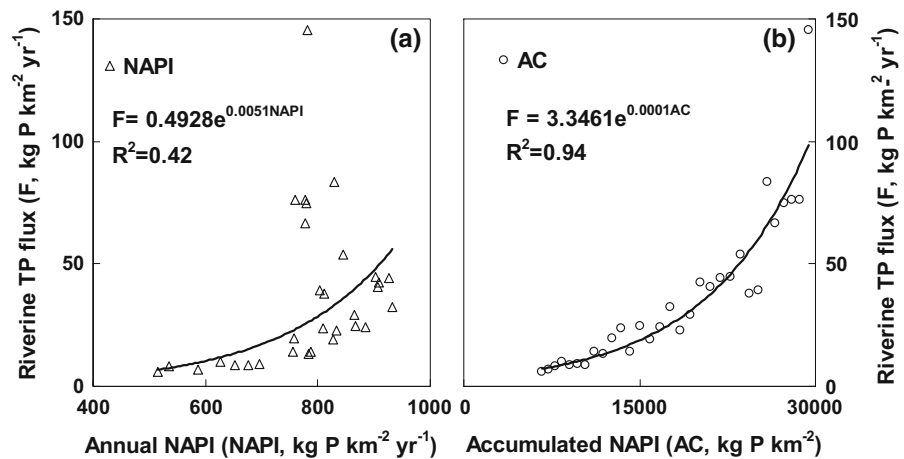 Riverine TP flux (F, kg P km⁻² yr⁻¹)
150
100
50
0
(a)
△ NAPI
F= 0.4928e^0.0051NAPI
R²=0.42
400 600 800 1000
Annual NAPI (NAPI, kg P km⁻² yr⁻¹)
(b)
○ AC
F = 3.3461e^0.0001AC
R²=0.94
0 15000 30000
Accumulated NAPI (AC, kg P km⁻²)
150
100
50
0
Riverine TP flux (F, kg P km⁻² yr⁻¹)